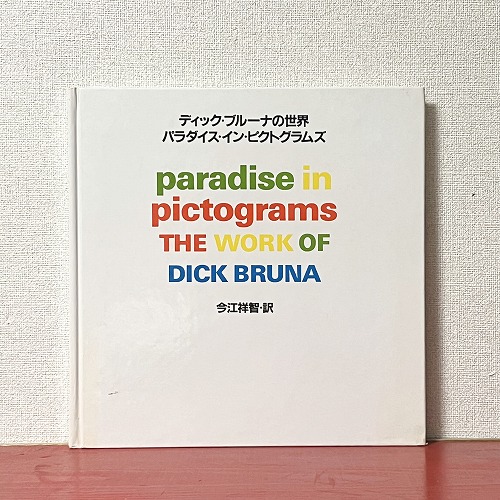 ディック・ブルーナの世界
パラダイス・イン・ピクトグラムズ
paradise in
pictograms
THE WORK OF
DICK BRUNA
今江祥智・訳